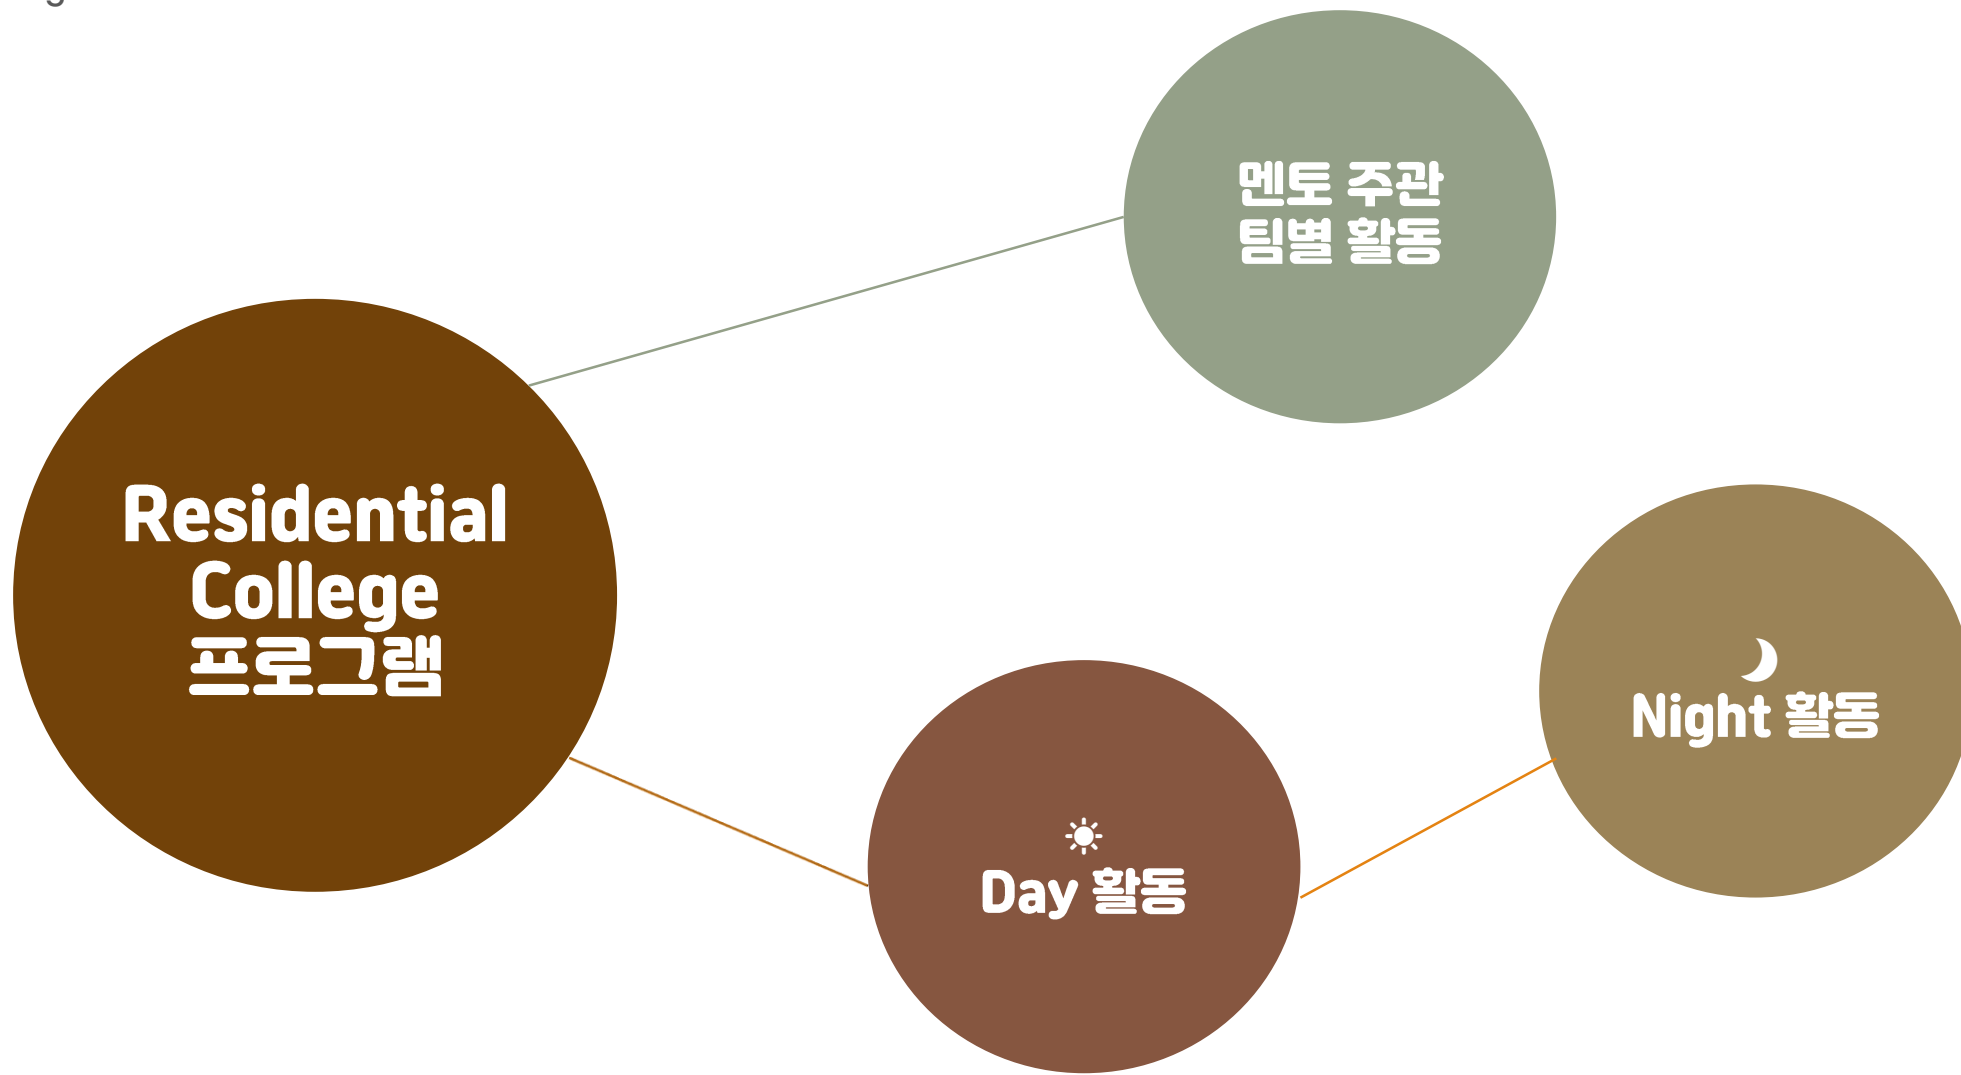 멘토 주관
팀별 활동
Residential
College
프로그램
Night 활동
Day 활동